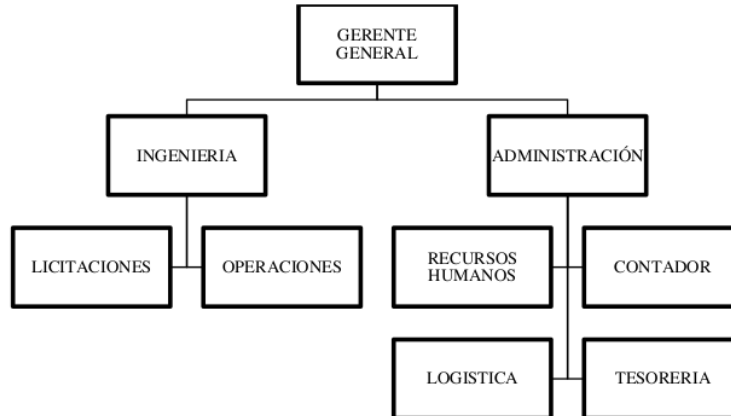 GERENTE
GENERAL
INGENIERIA
ADMINISTRACIÓN
LICITACIONES
OPERACIONES
RECURSOS
HUMANOS
CONTADOR
LOGISTICA
TESORERIA